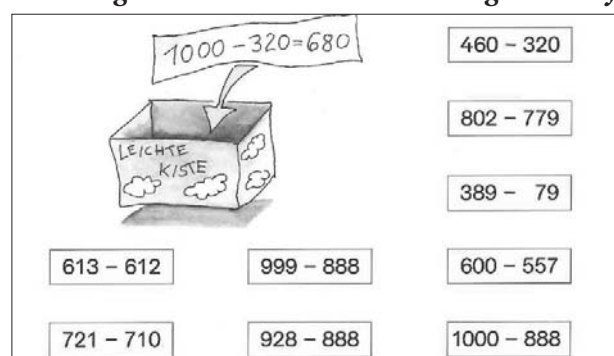 1000 - 320 = 680
460 – 320
802 – 779
LEICHTE
KISTE
389 – 79
613 – 612
999 – 888
600 – 557
721 – 710
928 – 888
1000 – 888